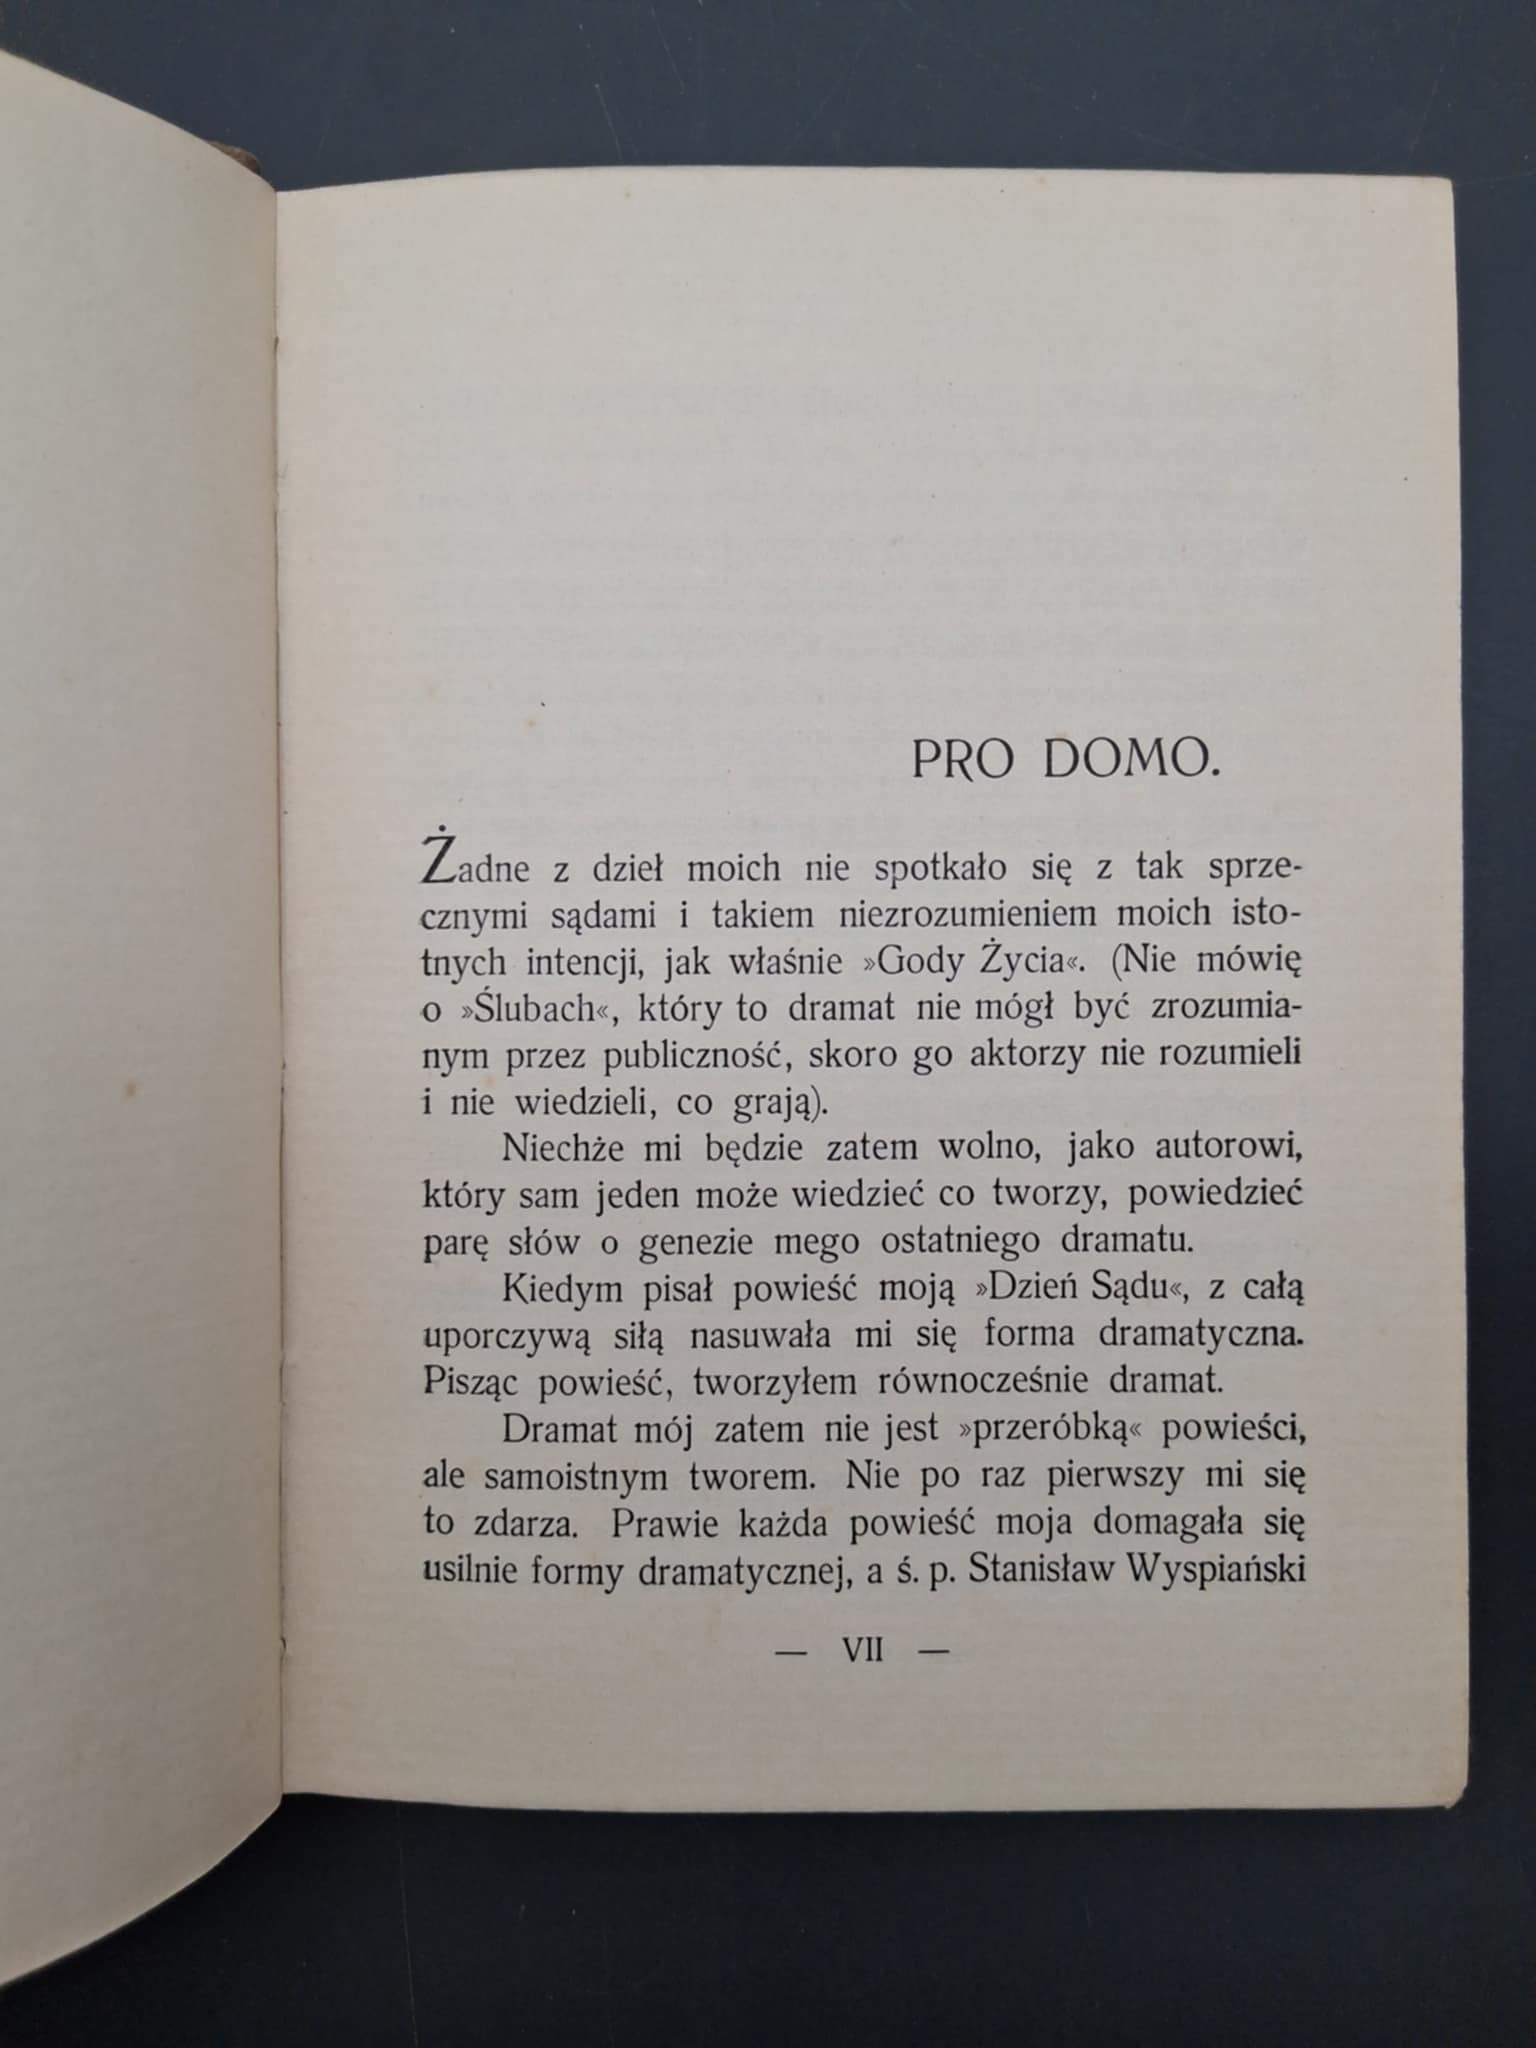 PRO DOMO.
Żadne z dzieł moich nie spotkało się z tak sprze-
cznymi sądami i takiem niezrozumieniem moich isto-
tnych intencji, jak właśnie »Gody Życia«. (Nie mówię
o »Ślubach«, który to dramat nie mógł być zrozumia-
nym przez publiczność, skoro go aktorzy nie rozumieli
i nie wiedzieli, co grają).
Niechże mi będzie zatem wolno, jako autorowi,
który sam jeden może wiedzieć co tworzy, powiedzieć
parę słów o genezie mego ostatniego dramatu.
Kiedym pisał powieść moją »Dzień Sądu«, z całą
uporczywą siłą nasuwała mi się forma dramatyczna.
Pisząc powieść, tworzyłem równocześnie dramat.
Dramat mój zatem nie jest »przeróbką« powieści,
ale samoistnym tworem. Nie po raz pierwszy mi się
to zdarza. Prawie każda powieść moja domagała się
usilnie formy dramatycznej, a ś. p. Stanisław Wyspiański
— VII —